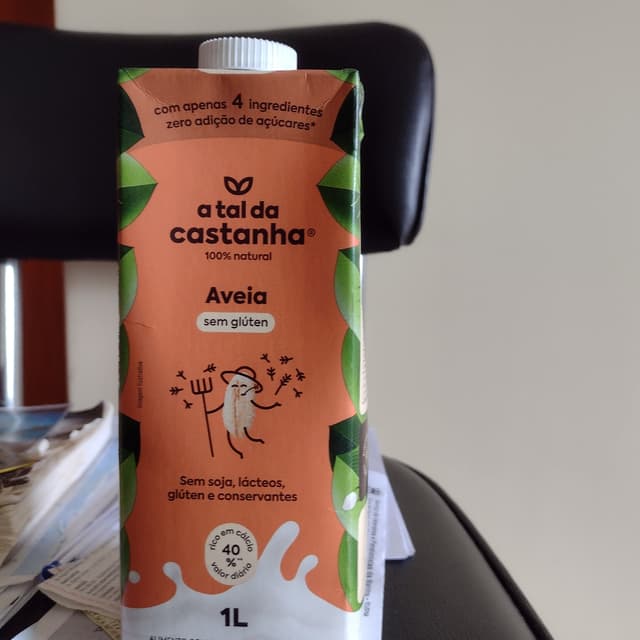 com apenas 4 ingredientes
zero adição de açúcares*
a tal da
castanha®
100% natural
Aveia
sem glúten
Sem soja, lácteos,
glúten e conservantes
rico em cálcio
40
%**
valor diário
1L